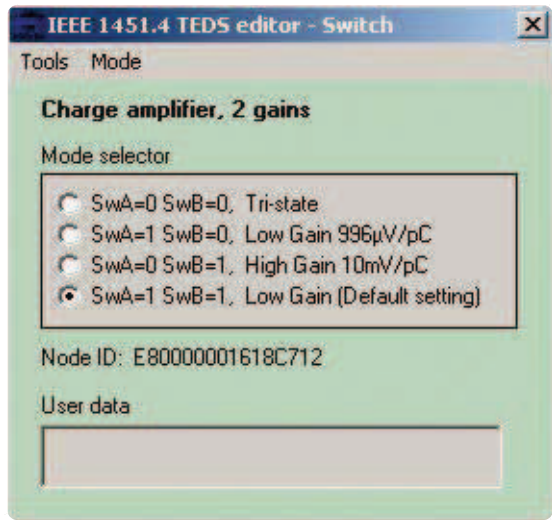 IEEE 1451.4 TEDS editor - Switch
Tools Mode
Charge amplifier, 2 gains
Mode selector
SwA=0 SwB=0, Tri-state
SwA=1 SwB=0, Low Gain 996µV/pC
SwA=0 SwB=1, High Gain 10mV/pC
SwA=1 SwB=1, Low Gain (Default setting)
Node ID: E80000001618C712
User data